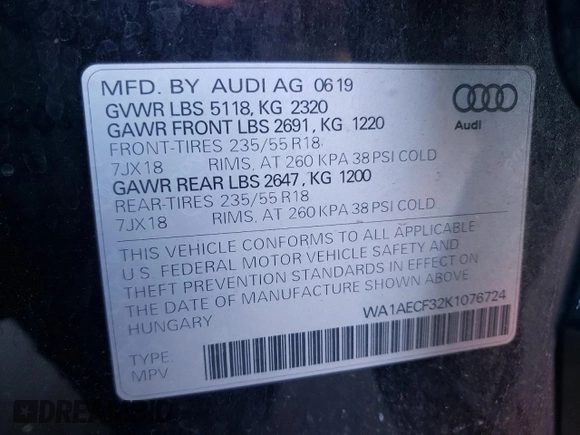 MFD. BY AUDI AG 0619
GVWR LBS 5118, KG 2320
GAWR FRONT LBS 2691, KG 1220
FRONT-TIRES 235/55 R18
7JX18 RIMS, AT 260 KPA 38 PSI COLD
GAWR REAR LBS 2647, KG 1200
REAR-TIRES 235/55 R18
7JX18 RIMS, AT 260 KPA 38 PSI COLD
Audi
THIS VEHICLE CONFORMS TO ALL APPLICABLE
U.S. FEDERAL MOTOR VEHICLE SAFETY AND
THEFT PREVENTION STANDARDS IN EFFECT ON
THE DATE OF MANUFACTURE SHOWN ABOVE
HUNGARY
WA1AECF32K1076724
TYPE:
MPV
DREAMBID